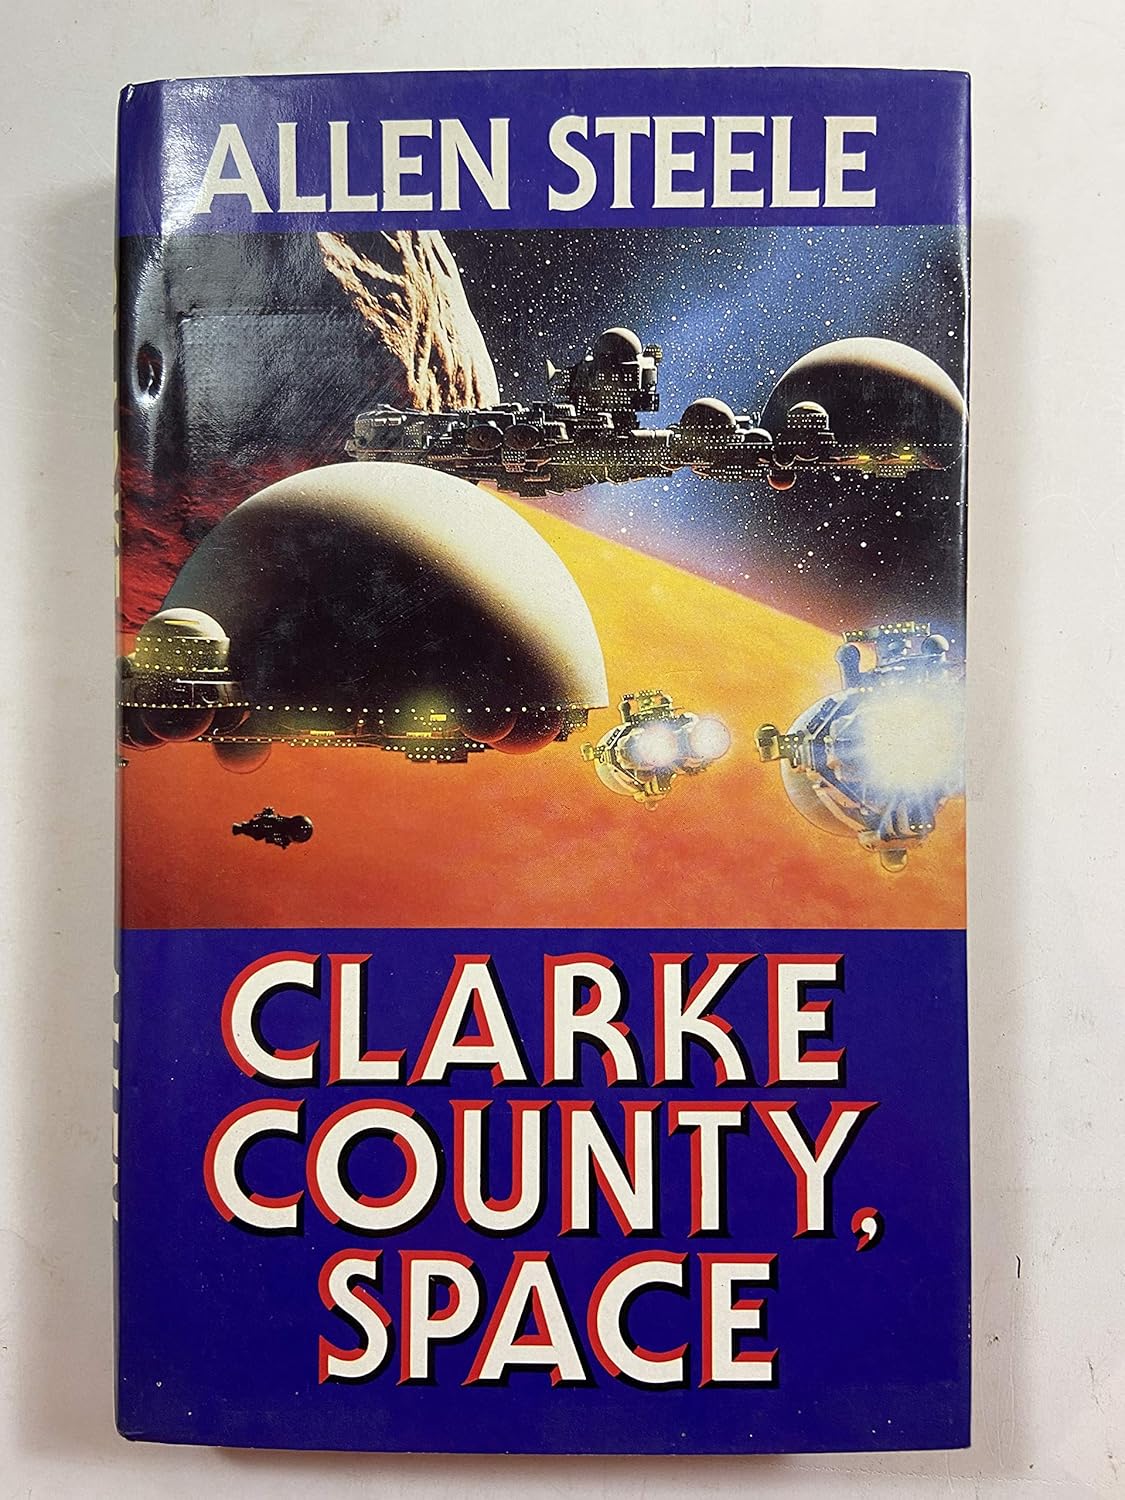 ALLEN STEELE
CLARKE
COUNTY,
SPACE